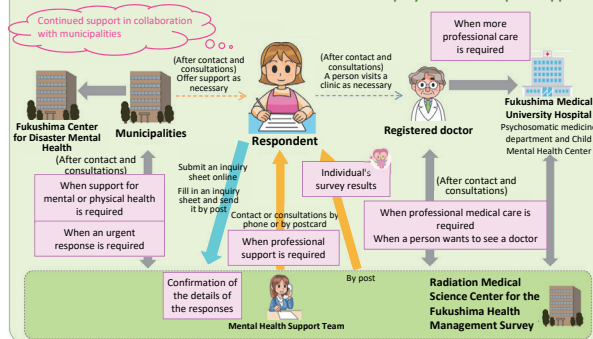 Continued support in collaboration
with municipalities
When more
professional care
is required
(After contact and
consultations)
Offer support as
necessary
(After contact and
consultations)
A person visits a
clinic as necessary
Fukushima Center
for Disaster Mental
Health
Municipalities
Respondent
Registered doctor
Fukushima Medical
University Hospital
Psychosomatic medicine
department and Child
Mental Health Center
(After contact and
consultations)
When support for
mental or physical health
is required
When an urgent
response is required
Submit an inquiry
sheet online
Fill in an inquiry
sheet and send
it by post
Individual's
survey results
Contact or consultations by
phone or by postcard
When professional
support is required
(After contact and
consultations)
When professional medical care is
required
When a person wants to see a doctor
By post
Confirmation of
the details of
the responses
Mental Health Support Team
Radiation Medical
Science Center for the
Fukushima Health
Management Survey